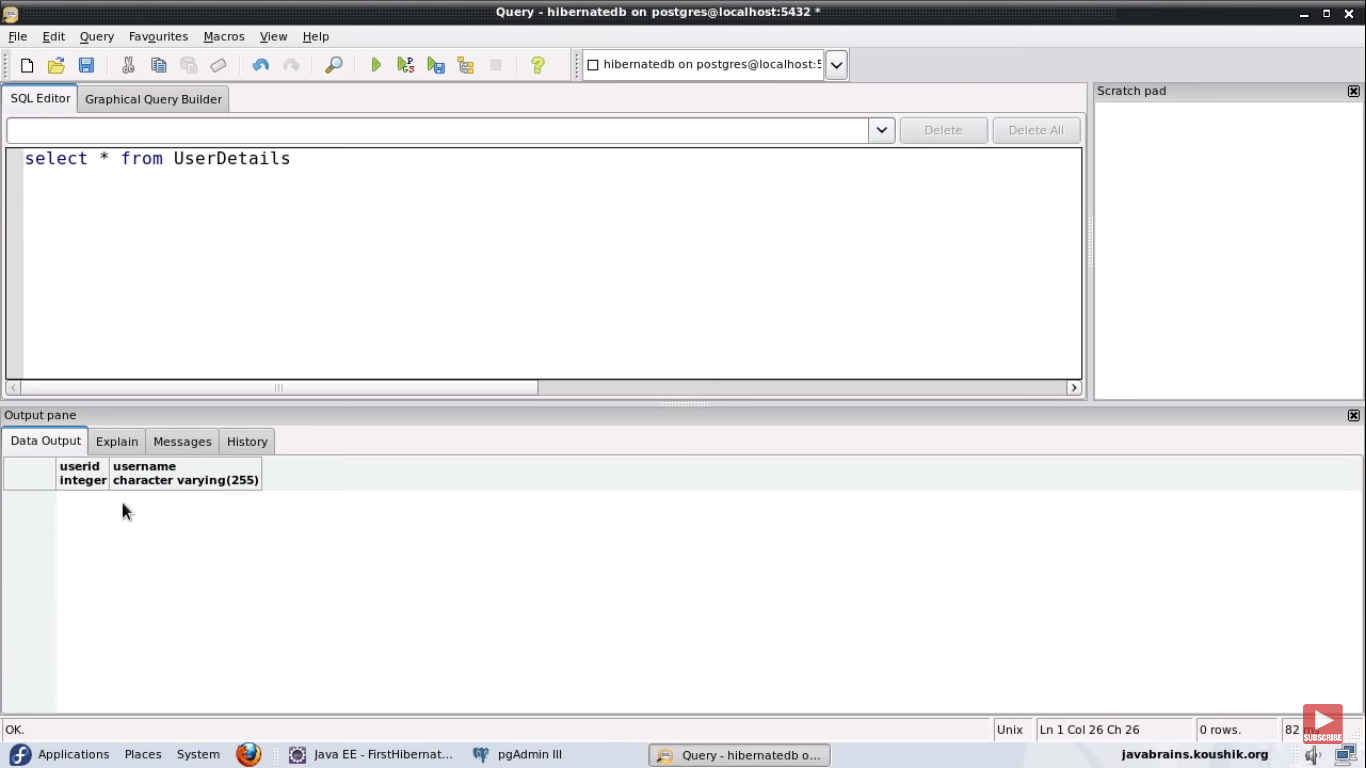 Query - hibernatedb on postgres@localhost:5432 *
File Edit Query Favourites Macros View Help
hibernatedb on postgres@localhost:5
SQL Editor Graphical Query Builder
Scratch pad
Delete Delete All
select * from UserDetails
Output pane
Data Output Explain Messages History
userid username
integer character varying(255)
OK. Unix Ln 1 Col 26 Ch 26 0 rows. 82
SUBSCRIBE
Applications Places System Java EE - FirstHibernat... pgAdmin III Query - hibernatedb o... javabrains.koushik.org